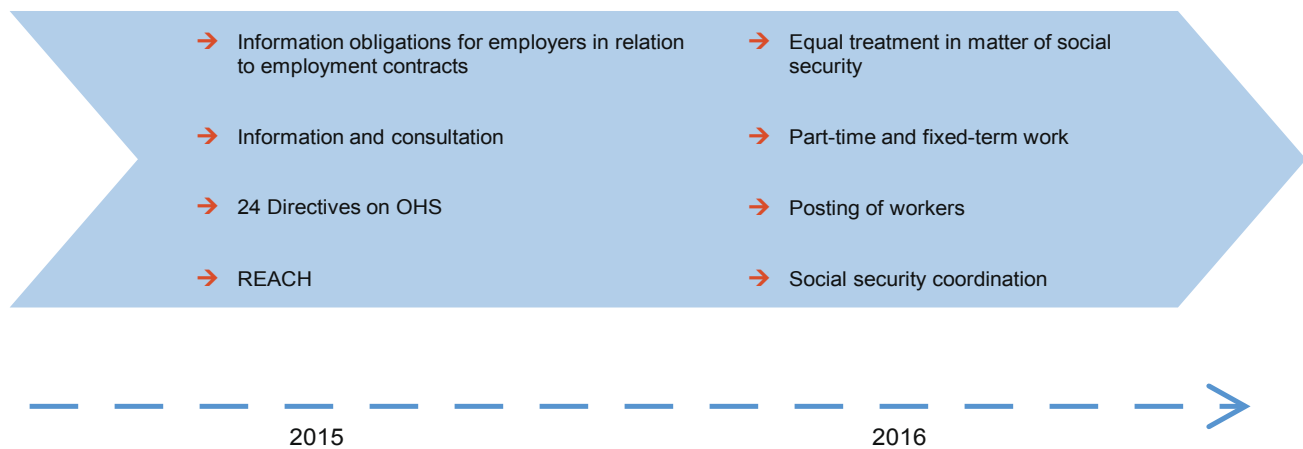 Information obligations for employers in relation
to employment contracts
Information and consultation
24 Directives on OHS
REACH
Equal treatment in matter of social
security
Part-time and fixed-term work
Posting of workers
Social security coordination
2015
2016